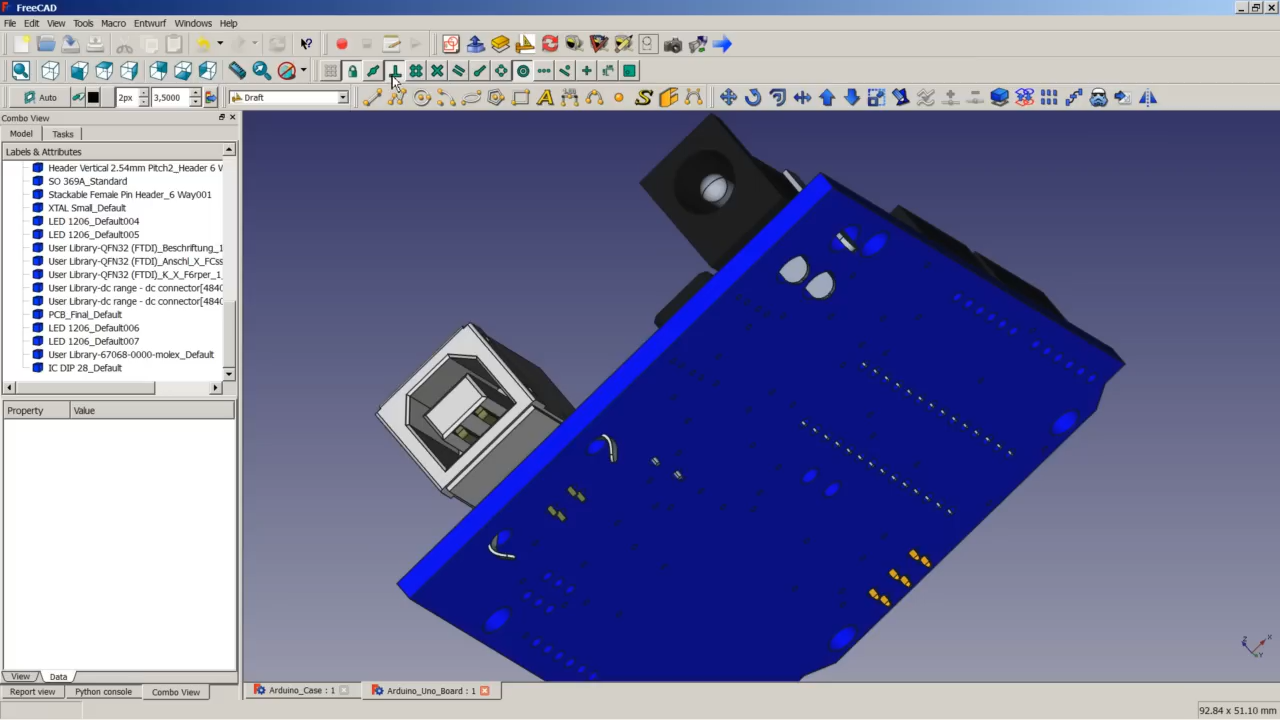 FreeCAD
File Edit View Tools Macro Entwurf Windows Help
Auto 2px 3,5000 Draft
Combo View
Model Tasks
Labels & Attributes
Header Vertical 2.54mm Pitch2_Header 6 W
SO 369A_Standard
Stackable Female Pin Header_6 Way001
XTAL Small_Default
LED 1206_Default004
LED 1206_Default005
User Library-QFN32 (FTDI)_Beschriftung_1
User Library-QFN32 (FTDI)_Anschl_X_FCss
User Library-QFN32 (FTDI)_K_X_F6rper_1_
User Library-dc range - dc connector[4840
User Library-dc range - dc connector[4840
PCB_Final_Default
LED 1206_Default006
LED 1206_Default007
User Library-67068-0000-molex_Default
IC DIP 28_Default
Property Value
View Data
Report view Python console Combo View
Arduino_Case : 1 Arduino_Uno_Board : 1
Z X Y
92.84 x 51.10 mm